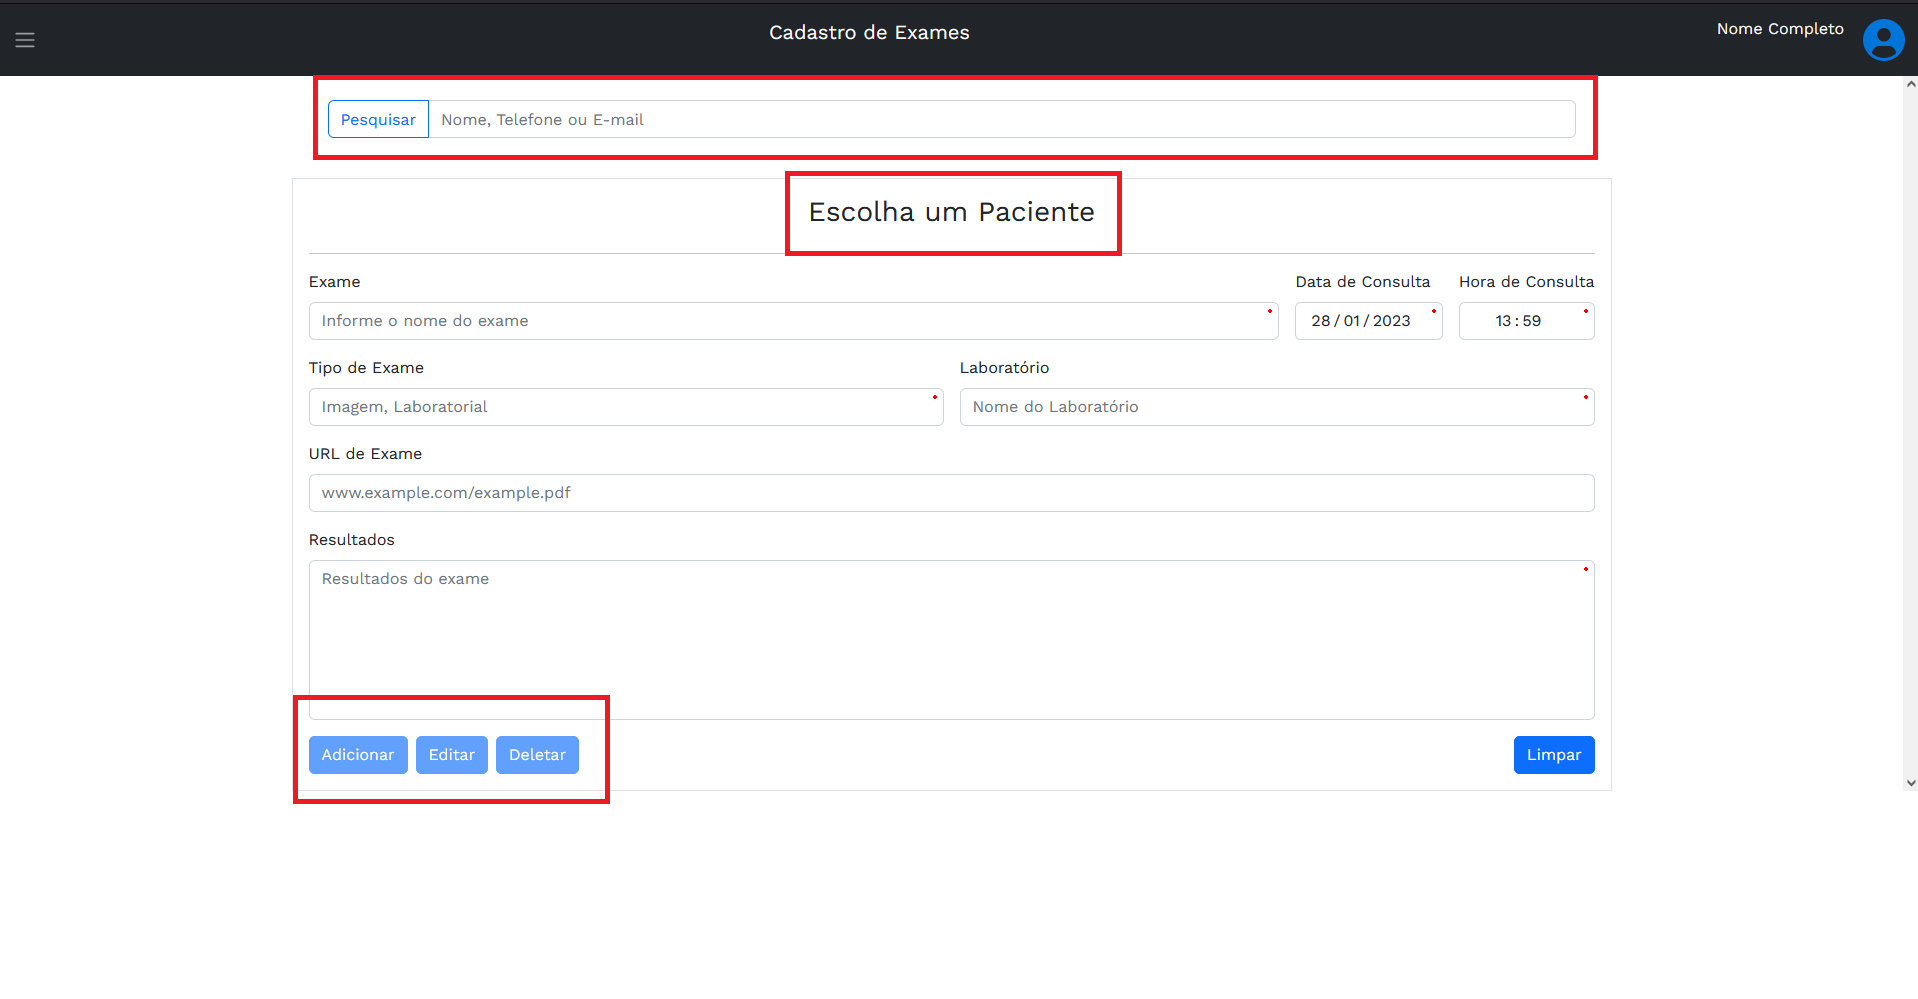 Cadastro de Exames
Nome Completo
Pesquisar
Nome, Telefone ou E-mail
Escolha um Paciente
Exame
Data de Consulta
Hora de Consulta
Informe o nome do exame
28/01/2023
13:59
Tipo de Exame
Laboratório
Imagem, Laboratorial
Nome do Laboratório
URL de Exame
www.example.com/example.pdf
Resultados
Resultados do exame
Adicionar
Editar
Deletar
Limpar